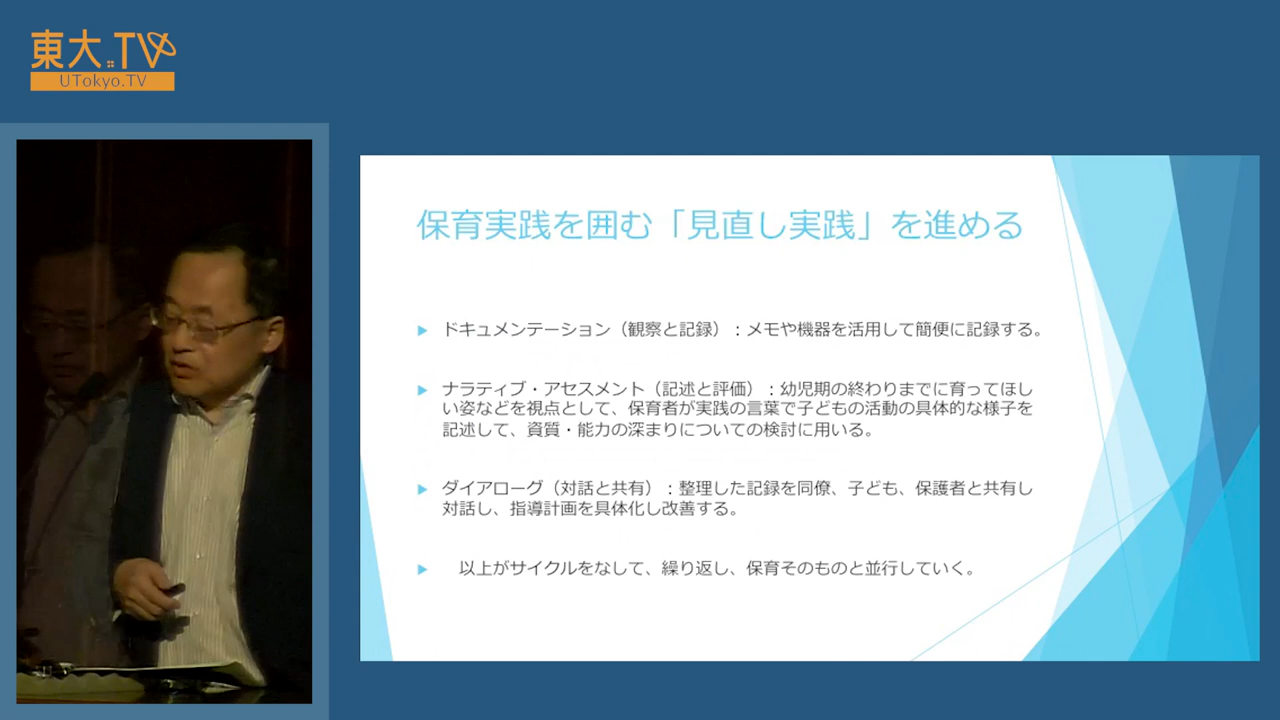 東大.TV
UTokyo.TV
保育実践を囲む「見直し実践」を進める
ドキュメンテーション（観察と記録）：メモや機器を活用して簡便に記録する。
ナラティブ・アセスメント（記述と評価）：幼児期の終わりまでに育ってほし
い姿などを視点として、保育者が実践の言葉で子どもの活動の具体的な様子を
記述して、資質・能力の深まりについての検討に用いる。
ダイアローグ（対話と共有）：整理した記録を同僚、子ども、保護者と共有し
対話し、指導計画を具体化し改善する。
以上がサイクルをなして、繰り返し、保育そのものと並行していく。